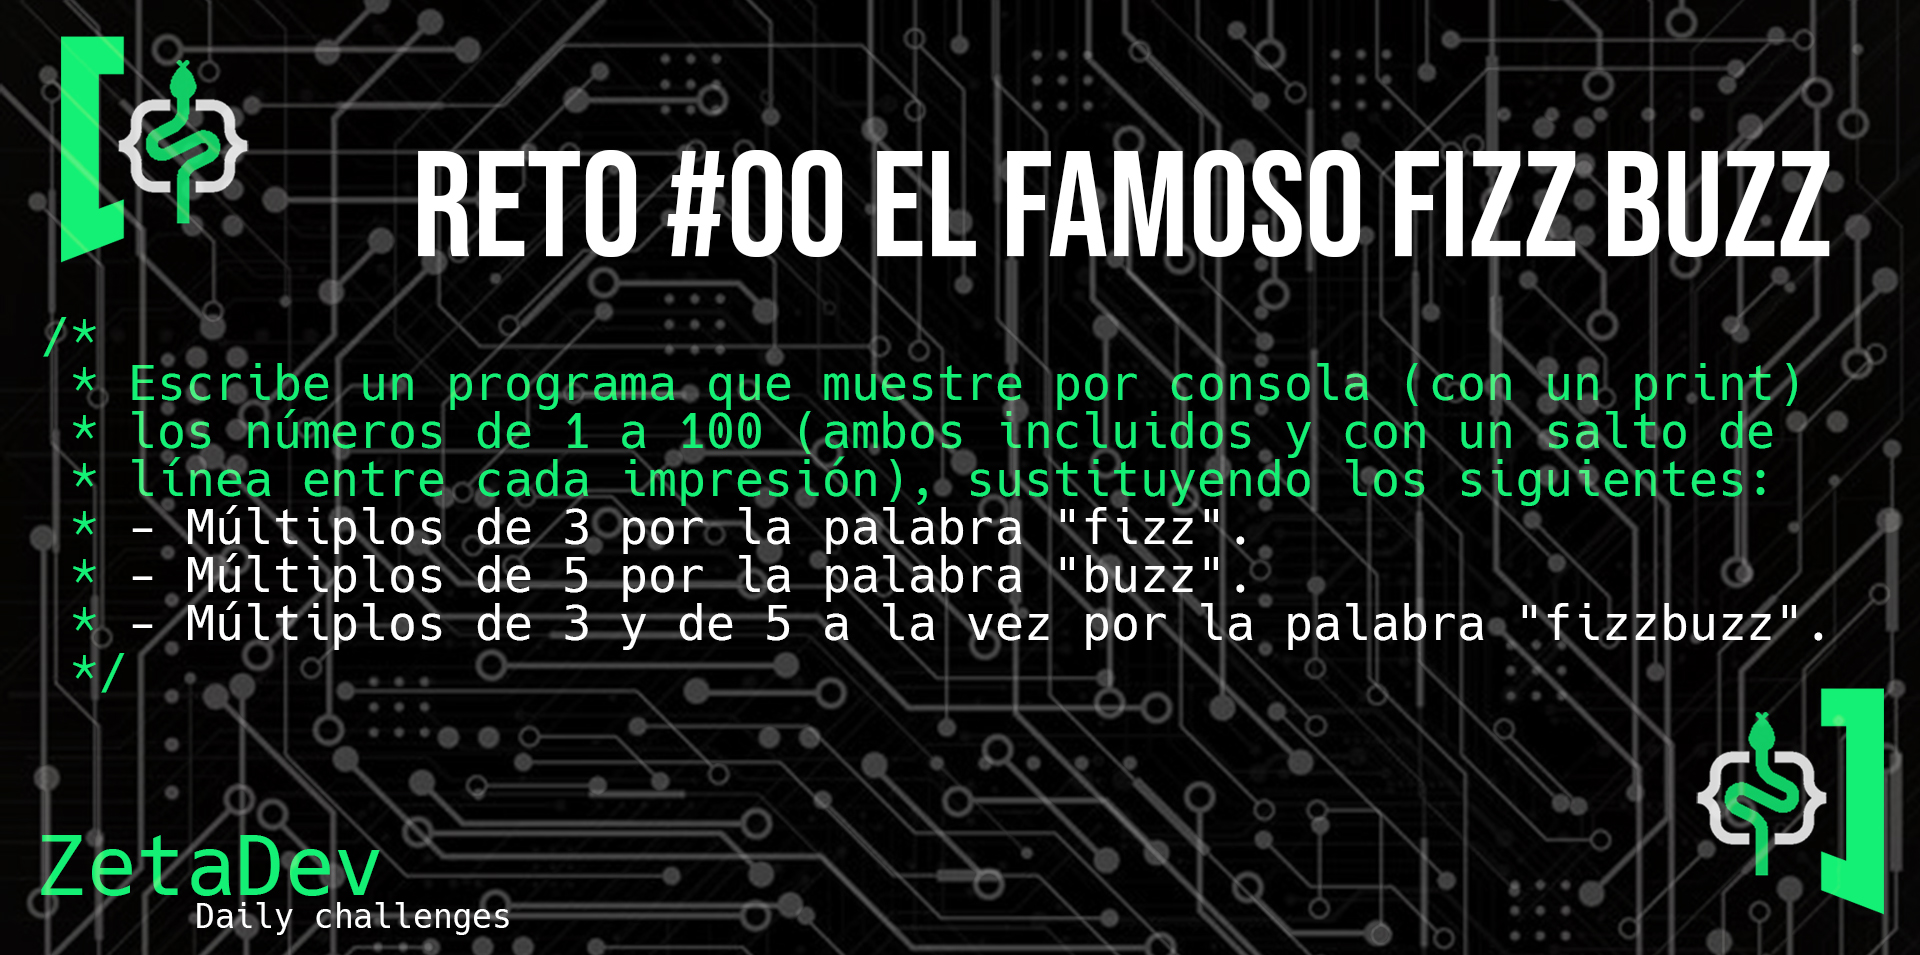 RETO #00 EL FAMOSO FIZZ BUZZ
/*
* Escribe un programa que muestre por consola (con un print)
* los números de 1 a 100 (ambos incluidos y con un salto de
* línea entre cada impresión), sustituyendo los siguientes:
* - Múltiplos de 3 por la palabra "fizz".
* - Múltiplos de 5 por la palabra "buzz".
* - Múltiplos de 3 y de 5 a la vez por la palabra "fizzbuzz".
*/
ZetaDev
Daily challenges